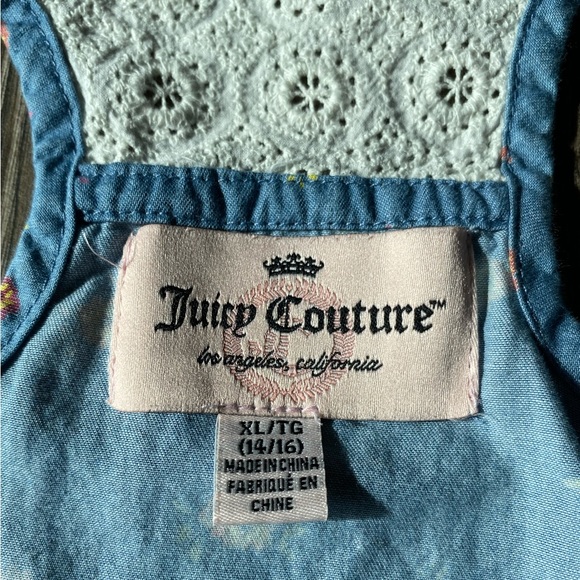 Juicy Couture™
los angeles, california
XL/TG
(14/16)
MADE IN CHINA
FABRIQUÉ EN
CHINE